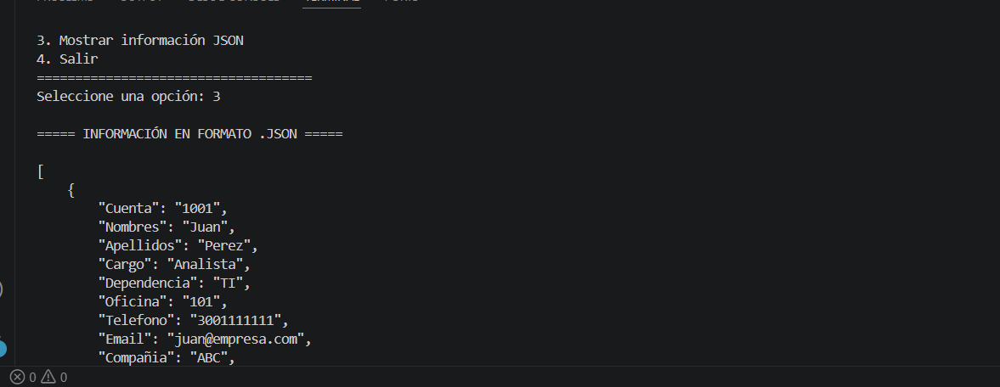 3. Mostrar información JSON
4. Salir
====================================
Seleccione una opción: 3
===== INFORMACIÓN EN FORMATO .JSON =====
[
{
"Cuenta": "1001",
"Nombres": "Juan",
"Apellidos": "Perez",
"Cargo": "Analista",
"Dependencia": "TI",
"Oficina": "101",
"Telefono": "3001111111",
"Email": "juan@empresa.com",
"Compañia": "ABC",
0 0